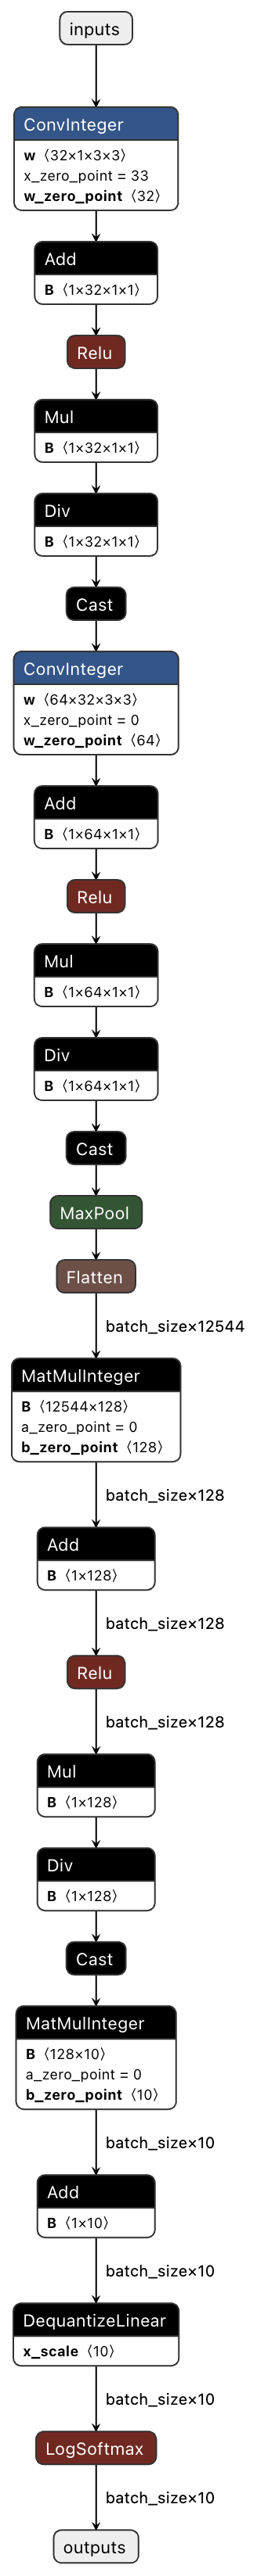 inputs
ConvInteger
w ⟨32×1×3×3⟩
x_zero_point = 33
w_zero_point ⟨32⟩
Add
B ⟨1×32×1×1⟩
Relu
Mul
B ⟨1×32×1×1⟩
Div
B ⟨1×32×1×1⟩
Cast
ConvInteger
w ⟨64×32×3×3⟩
x_zero_point = 0
w_zero_point ⟨64⟩
Add
B ⟨1×64×1×1⟩
Relu
Mul
B ⟨1×64×1×1⟩
Div
B ⟨1×64×1×1⟩
Cast
MaxPool
Flatten
batch_size×12544
MatMulInteger
B ⟨12544×128⟩
a_zero_point = 0
b_zero_point ⟨128⟩
batch_size×128
Add
B ⟨1×128⟩
batch_size×128
Relu
batch_size×128
Mul
B ⟨1×128⟩
Div
B ⟨1×128⟩
Cast
MatMulInteger
B ⟨128×10⟩
a_zero_point = 0
b_zero_point ⟨10⟩
batch_size×10
Add
B ⟨1×10⟩
batch_size×10
DequantizeLinear
x_scale ⟨10⟩
batch_size×10
LogSoftmax
batch_size×10
outputs